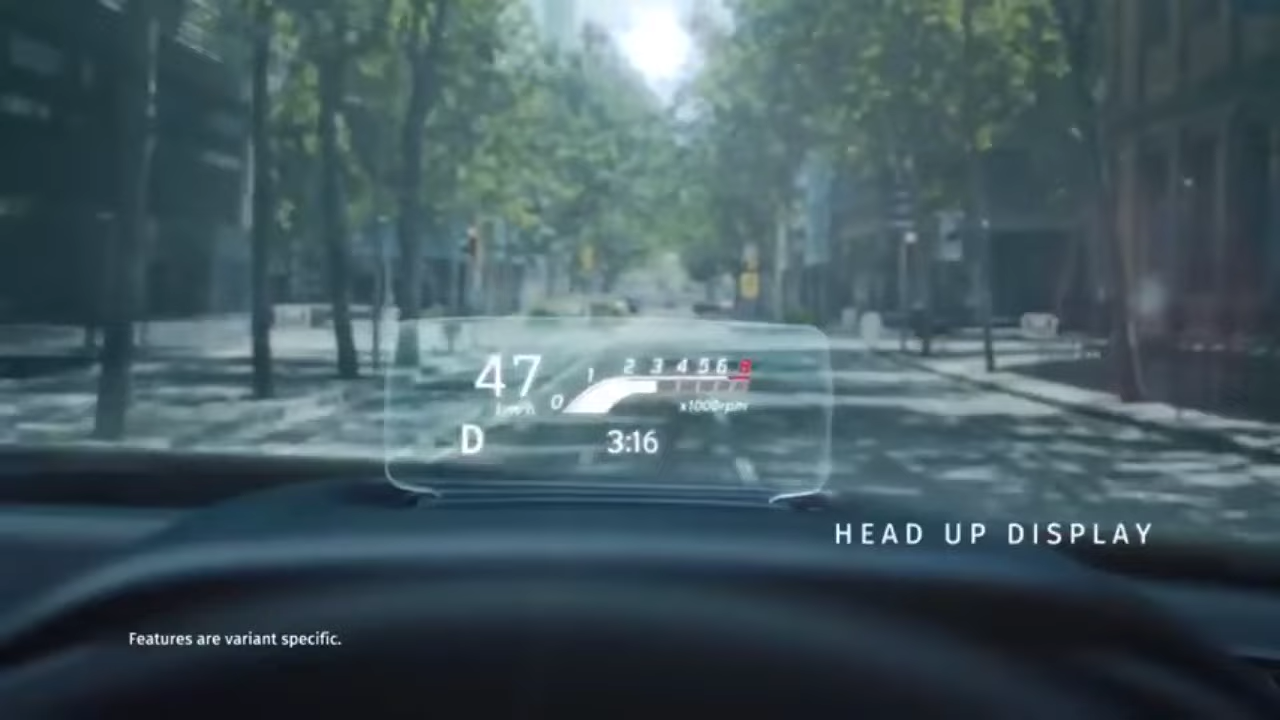 47
km/h
0 1 2 3 4 5 6 8
x1000rpm
D
3:16
HEAD UP DISPLAY
Features are variant specific.